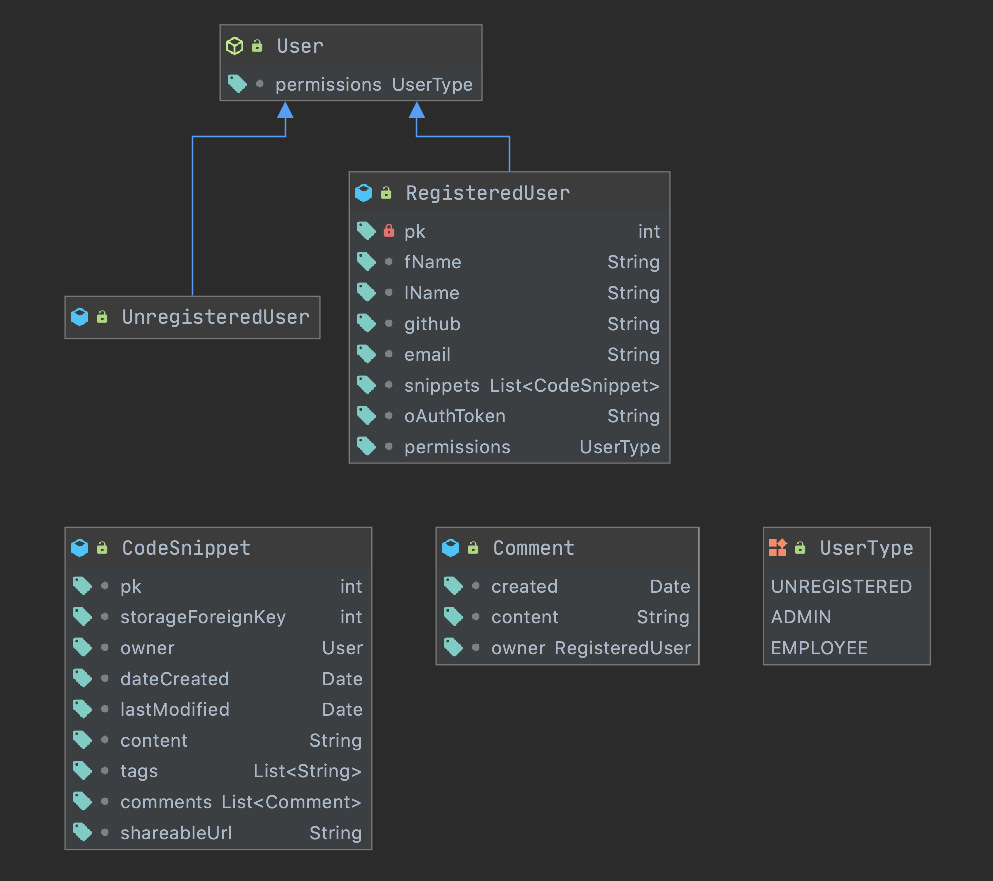 User
permissions UserType
RegisteredUser
pk int
fName String
lName String
github String
email String
snippets List<CodeSnippet>
oAuthToken String
permissions UserType
UnregisteredUser
CodeSnippet
pk int
storageForeignKey int
owner User
dateCreated Date
lastModified Date
content String
tags List<String>
comments List<Comment>
shareableUrl String
Comment
created Date
content String
owner RegisteredUser
UserType
UNREGISTERED
ADMIN
EMPLOYEE